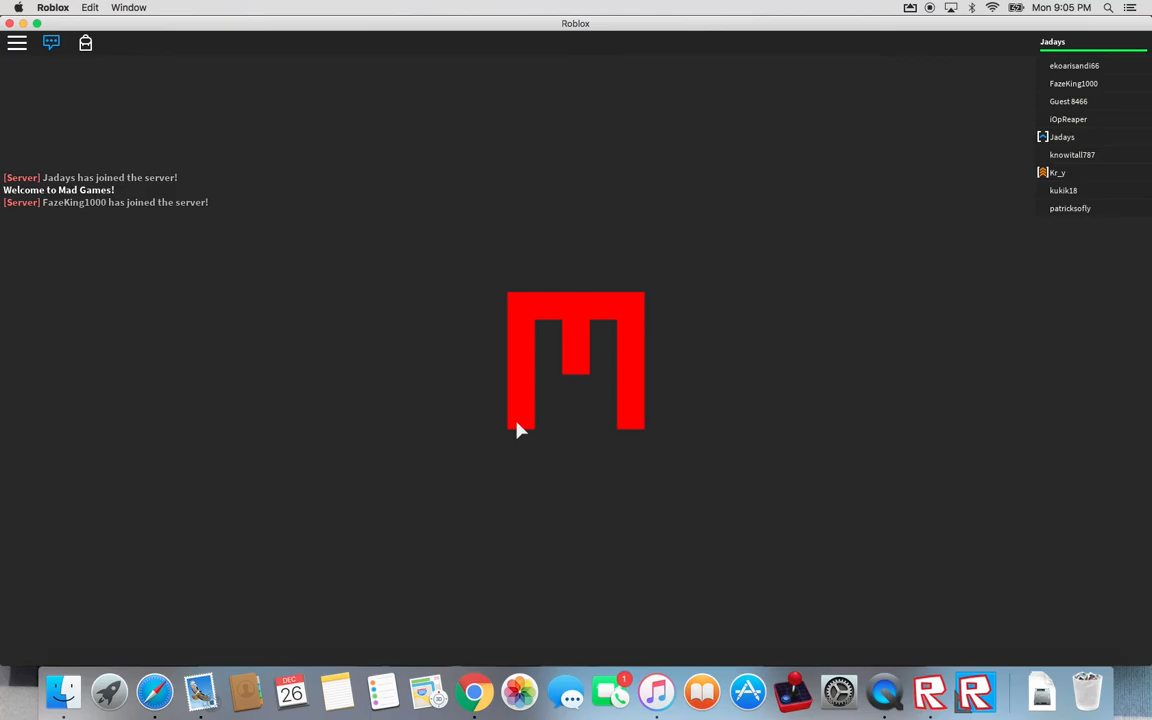 Roblox Edit Window Mon 9:05 PM
Roblox
Jadays
ekoarisandi66
FazeKing1000
Guest 8466
iOpReaper
Jadays
knowitall787
Kr_y
kukik18
patricksofly
[Server] Jadays has joined the server!
Welcome to Mad Games!
[Server] FazeKing1000 has joined the server!
M
DEC
26
1